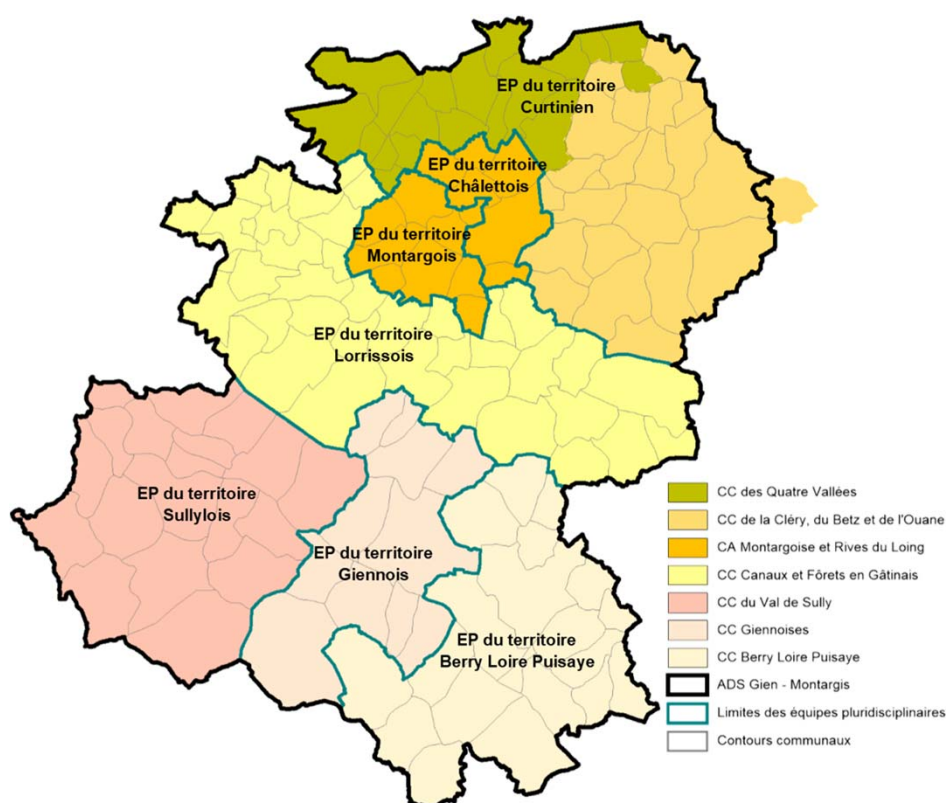 EP du territoire
Curtinien
EP du territoire
Châlettois
EP du territoire
Montargois
EP du territoire
Lorrissois
EP du territoire
Sullylois
EP du territoire
Giennois
EP du territoire
Berry Loire Puisaye
CC des Quatre Vallées
CC de la Cléry, du Betz et de l'Ouane
CA Montargoise et Rives du Loing
CC Canaux et Fôrets en Gâtinais
CC du Val de Sully
CC Giennoises
CC Berry Loire Puisaye
ADS Gien - Montargis
Limites des équipes pluridisciplinaires
Contours communaux